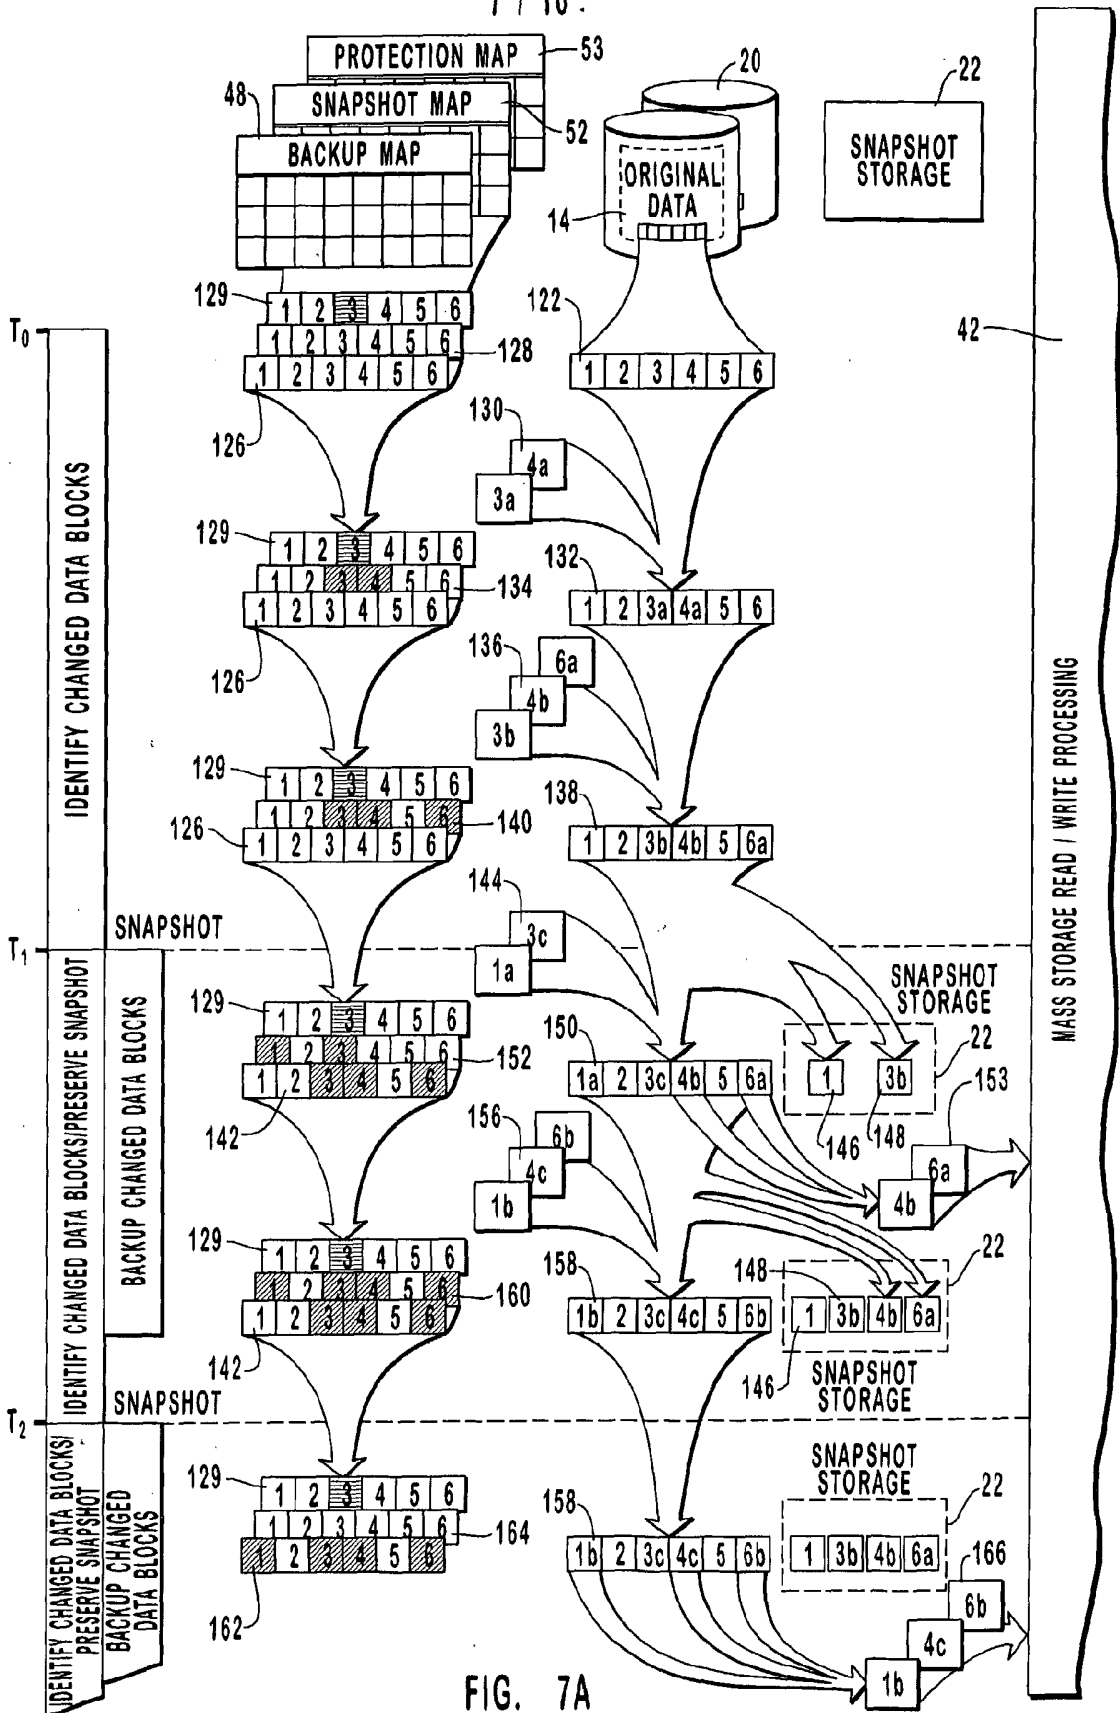 7 / 10 .
PROTECTION MAP
53
SNAPSHOT MAP
52
48
BACKUP MAP
20
22
ORIGINAL
DATA
14
SNAPSHOT
STORAGE
T0
129
1 2 3 4 5 6
1 2 3 4 5 6
128
1 2 3 4 5 6
126
122
1 2 3 4 5 6
42
130
4a
3a
IDENTIFY CHANGED DATA BLOCKS
129
1 2 3 4 5 6
1 2 3 4 5 6
134
1 2 3 4 5 6
126
132
1 2 3a 4a 5 6
136
6a
4b
3b
MASS STORAGE READ / WRITE PROCESSING
129
1 2 3 4 5 6
1 2 3 4 5 6
140
126
1 2 3 4 5 6
138
1 2 3b 4b 5 6a
144
3c
1a
SNAPSHOT
T1
IDENTIFY CHANGED DATA BLOCKS/PRESERVE SNAPSHOT
BACKUP CHANGED DATA BLOCKS
129
1 2 3 4 5 6
1 2 3 4 5 6
152
1 2 3 4 5 6
142
150
1a 2 3c 4b 5 6a
SNAPSHOT
STORAGE
22
1
3b
146
148
153
6a
4b
156
6b
4c
1b
129
1 2 3 4 5 6
1 2 3 4 5 6
160
1 2 3 4 5 6
142
158
1b 2 3c 4c 5 6b
148
22
1 3b 4b 6a
146
SNAPSHOT
STORAGE
SNAPSHOT
T2
IDENTIFY CHANGED DATA BLOCKS/
PRESERVE SNAPSHOT
BACKUP CHANGED
DATA BLOCKS
129
1 2 3 4 5 6
1 2 3 4 5 6
164
1 2 3 4 5 6
162
158
1b 2 3c 4c 5 6b
SNAPSHOT
STORAGE
22
1 3b 4b 6a
166
6b
4c
1b
FIG. 7A